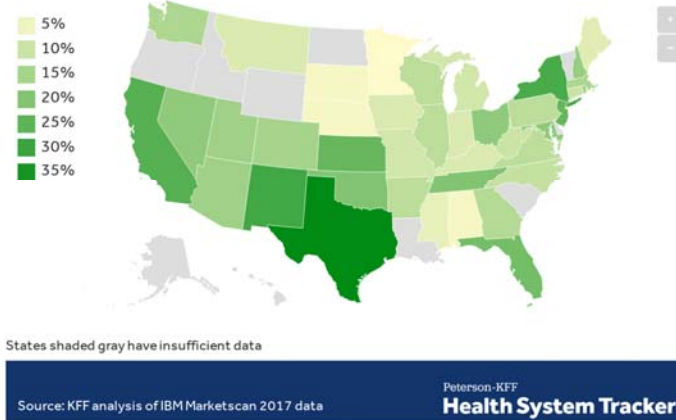 5%
10%
15%
20%
25%
30%
35%
+
−
States shaded gray have insufficient data
Source: KFF analysis of IBM Marketscan 2017 data
Peterson-KFF
Health System Tracker